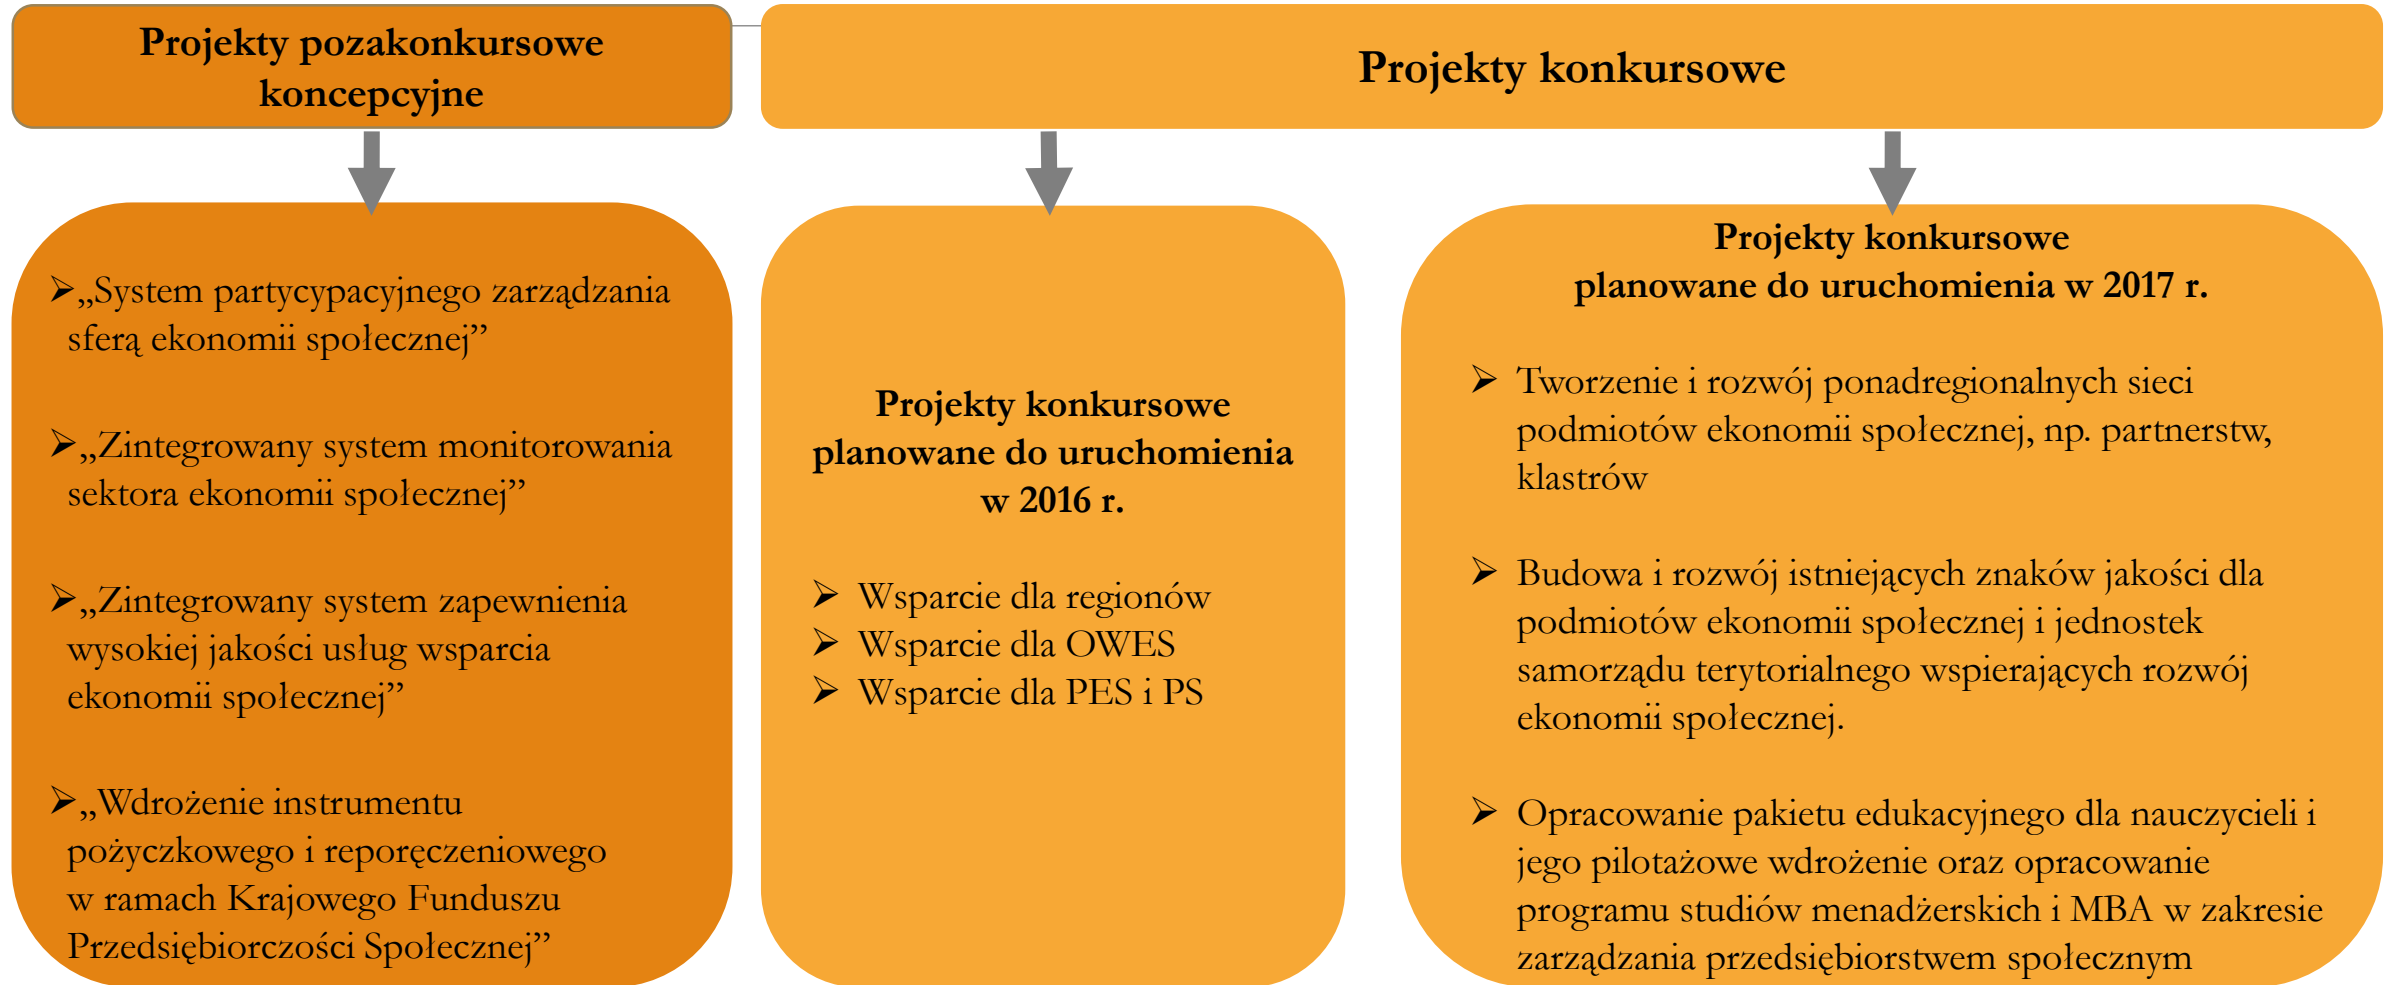 Projekty pozakonkursowe
koncepcyjne
Projekty konkursowe
➢„System partycypacyjnego zarządzania
sferą ekonomii społecznej”
➢„Zintegrowany system monitorowania
sektora ekonomii społecznej”
➢„Zintegrowany system zapewnienia
wysokiej jakości usług wsparcia
ekonomii społecznej”
➢„Wdrożenie instrumentu
pożyczkowego i reporęczeniowego
w ramach Krajowego Funduszu
Przedsiębiorczości Społecznej”
Projekty konkursowe
planowane do uruchomienia
w 2016 r.
➢ Wsparcie dla regionów
➢ Wsparcie dla OWES
➢ Wsparcie dla PES i PS
Projekty konkursowe
planowane do uruchomienia w 2017 r.
➢ Tworzenie i rozwój ponadregionalnych sieci
podmiotów ekonomii społecznej, np. partnerstw,
klastrów
➢ Budowa i rozwój istniejących znaków jakości dla
podmiotów ekonomii społecznej i jednostek
samorządu terytorialnego wspierających rozwój
ekonomii społecznej.
➢ Opracowanie pakietu edukacyjnego dla nauczycieli i
jego pilotażowe wdrożenie oraz opracowanie
programu studiów menadżerskich i MBA w zakresie
zarządzania przedsiębiorstwem społecznym